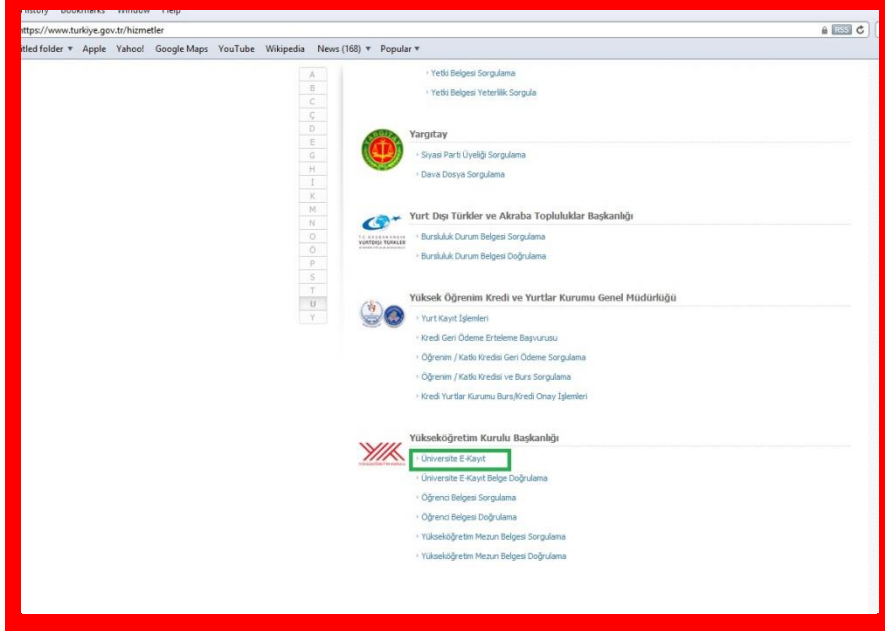 History Bookmarks Window Help
https://www.turkiye.gov.tr/hizmetler
RSS
titled folder ▾ Apple Yahoo! Google Maps YouTube Wikipedia News (168) ▾ Popular ▾
A
B
C
Ç
D
E
G
H
I
K
M
N
O
Ö
P
S
T
U
Y
Yetki Belgesi Sorgulama
Yetki Belgesi Yeterlilik Sorgula
Yargıtay
Siyasi Parti Üyeliği Sorgulama
Dava Dosya Sorgulama
Yurt Dışı Türkler ve Akraba Topluluklar Başkanlığı
YURTDIŞI TÜRKLER
Bursluluk Durum Belgesi Sorgulama
Bursluluk Durum Belgesi Doğrulama
Yüksek Öğrenim Kredi ve Yurtlar Kurumu Genel Müdürlüğü
Yurt Kayıt İşlemleri
Kredi Geri Ödeme Erteleme Başvurusu
Öğrenim / Katkı Kredisi Geri Ödeme Sorgulama
Öğrenim / Katkı Kredisi ve Burs Sorgulama
Kredi Yurtlar Kurumu Burs/Kredi Onay İşlemleri
Yükseköğretim Kurulu Başkanlığı
Üniversite E-Kayıt
Üniversite E-Kayıt Belge Doğrulama
Öğrenci Belgesi Sorgulama
Öğrenci Belgesi Doğrulama
Yükseköğretim Mezun Belgesi Sorgulama
Yükseköğretim Mezun Belgesi Doğrulama